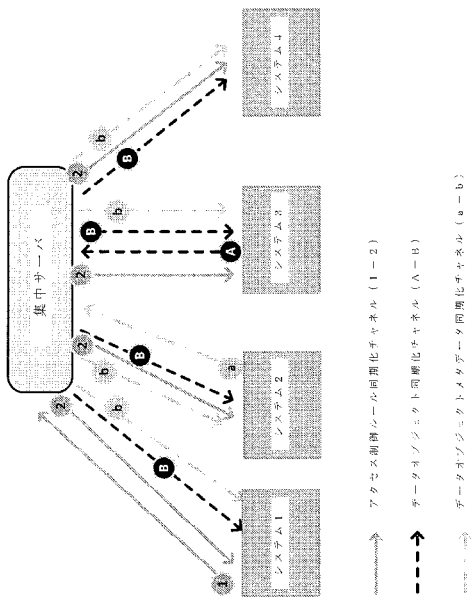 集中サーバ
2
b
B
2
b
B
A
2
b
B
a
2
b
B
1
システム4
システム3
システム2
システム1
アクセス制御ルール同期化チャネル(1-2)
データオブジェクト同期化チャネル(A-B)
データオブジェクトメタデータ同期化チャネル(a-b)